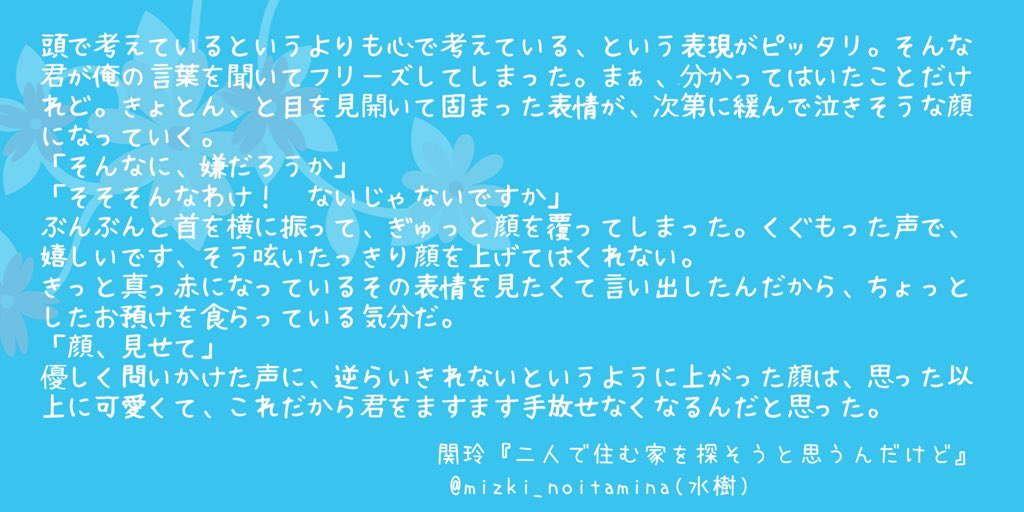 頭で考えているというよりも心で考えている、という表現がピッタリ。そんな
君が俺の言葉を聞いてフリーズしてしまった。まぁ、分かってはいたことだけ
れど。きょとん、と目を見開いて固まった表情が、次第に緩んで泣きそうな顔
になっていく。
「そんなに、嫌だろうか」
「そそそんなわけ！　ないじゃないですか」
ぶんぶんと首を横に振って、ぎゅっと顔を覆ってしまった。くぐもった声で、
嬉しいです、そう呟いたっきり顔を上げてはくれない。
きっと真っ赤になっているその表情を見たくて言い出したんだから、ちょっと
したお預けを食らっている気分だ。
「顔、見せて」
優しく問いかけた声に、逆らいきれないというように上がった顔は、思った以
上に可愛くて、これだから君をますます手放せなくなるんだと思った。
関玲『二人で住む家を探そうと思うんだけど』
@mizki_noitamina(水樹)